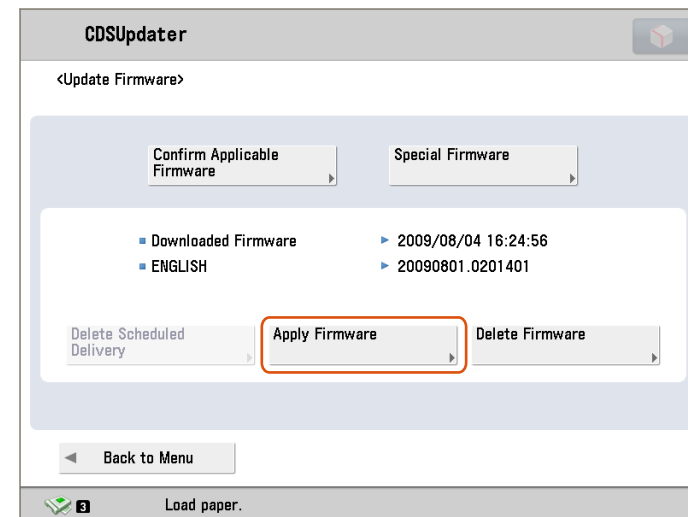 CDSUpdater
<Update Firmware>
Confirm Applicable
Firmware
Special Firmware
Downloaded Firmware
2009/08/04 16:24:56
ENGLISH
20090801.0201401
Delete Scheduled
Delivery
Apply Firmware
Delete Firmware
Back to Menu
3
Load paper.